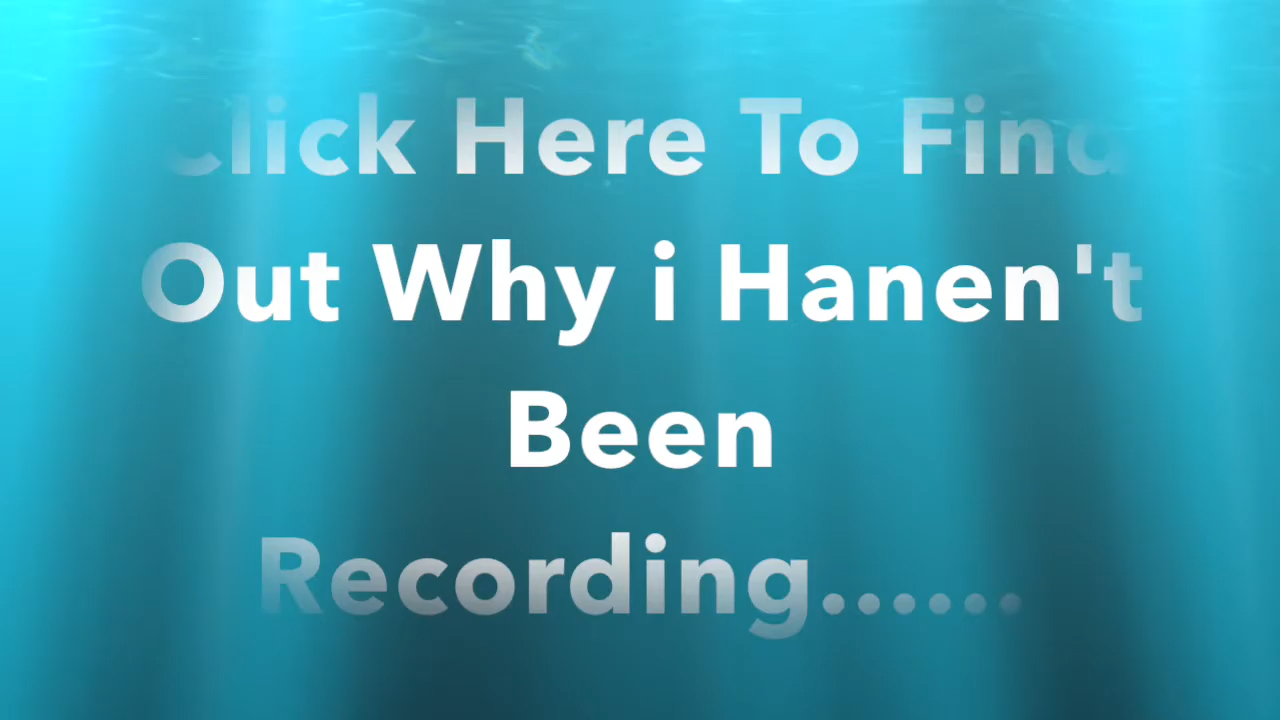 Click Here To Find
Out Why i Hanen't
Been
Recording......